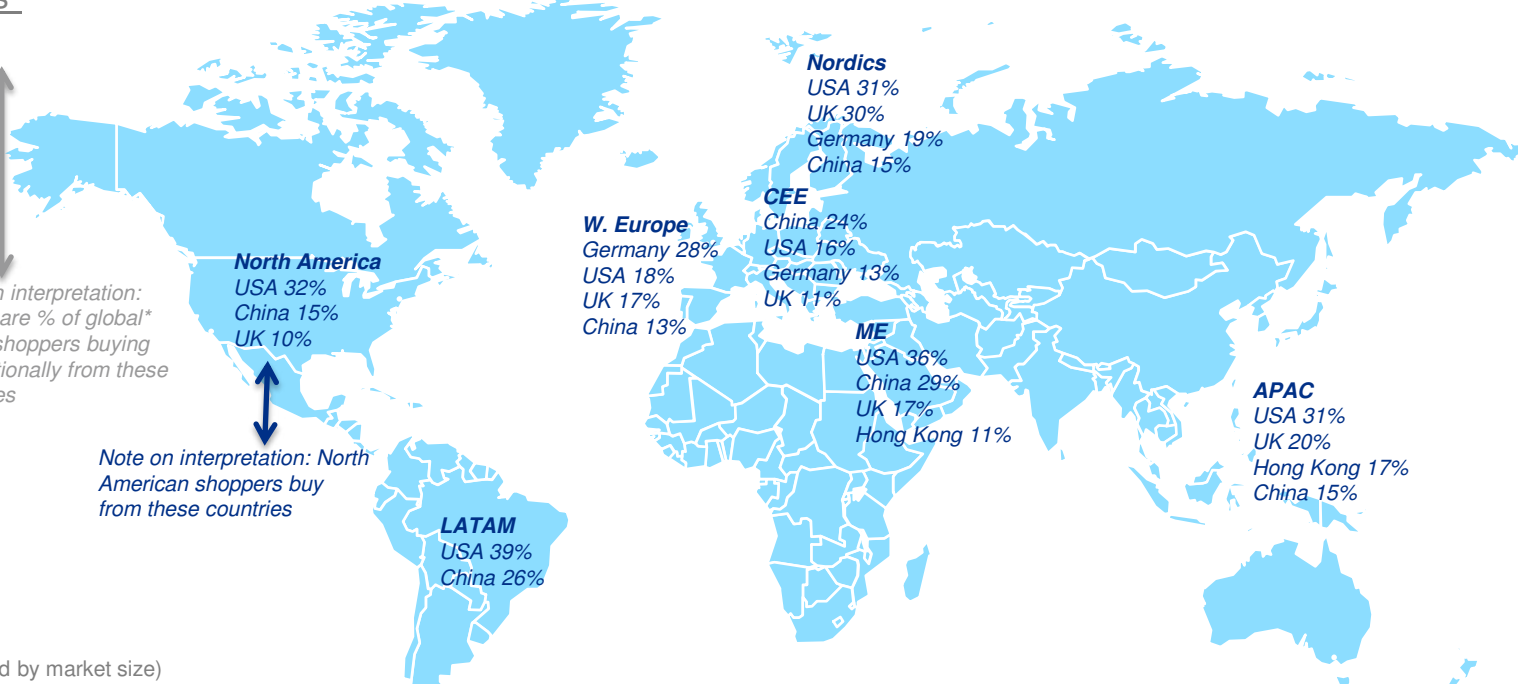 Nordics
USA 31%
UK 30%
Germany 19%
China 15%
CEE
China 24%
USA 16%
Germany 13%
UK 11%
W. Europe
Germany 28%
USA 18%
UK 17%
China 13%
North America
USA 32%
China 15%
UK 10%
interpretation:
are % of global*
shoppers buying
from these
ME
USA 36%
China 29%
UK 17%
Hong Kong 11%
APAC
USA 31%
UK 20%
Hong Kong 17%
China 15%
Note on interpretation: North
American shoppers buy
from these countries
LATAM
USA 39%
China 26%
by market size)